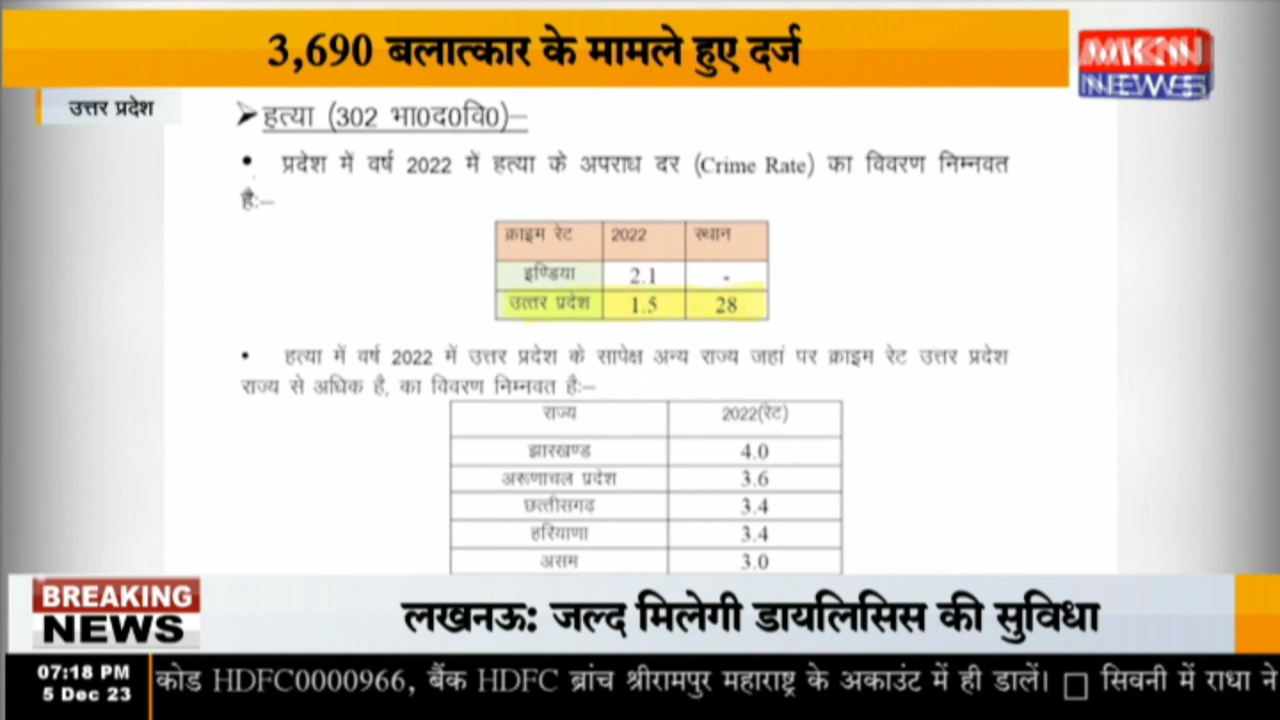 3,690 बलात्कार के मामले हुए दर्ज
NEWS
उत्तर प्रदेश
➤हत्या (302 भा0द0वि0)–
• प्रदेश में वर्ष 2022 में हत्या के अपराध दर (Crime Rate) का विवरण निम्नवत
है:–
क्राइम रेट 2022 स्थान
इण्डिया 2.1 -
उत्तर प्रदेश 1.5 28
• हत्या में वर्ष 2022 में उत्तर प्रदेश के सापेक्ष अन्य राज्य जहां पर क्राइम रेट उत्तर प्रदेश
राज्य से अधिक है, का विवरण निम्नवत है:–
राज्य 2022(रेट)
झारखण्ड 4.0
अरूणाचल प्रदेश 3.6
छत्तीसगढ़ 3.4
हरियाणा 3.4
असम 3.0
BREAKING
NEWS
लखनऊ: जल्द मिलेगी डायलिसिस की सुविधा
07:18 PM
5 Dec 23
कोड HDFC0000966, बैंक HDFC ब्रांच श्रीरामपुर महाराष्ट्र के अकाउंट में ही डालें। □ सिवनी में राधा ने